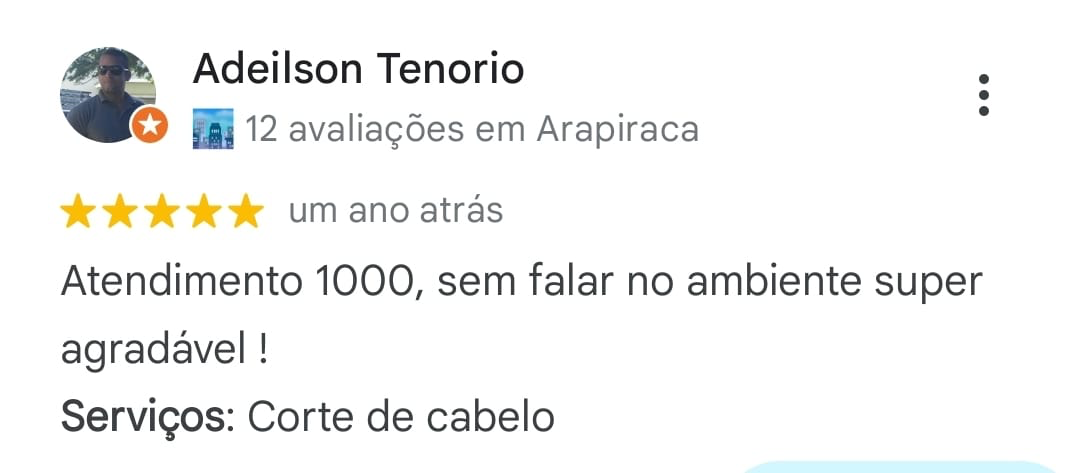 Adeilson Tenorio
12 avaliações em Arapiraca
um ano atrás
Atendimento 1000, sem falar no ambiente super
agradável !
Serviços: Corte de cabelo